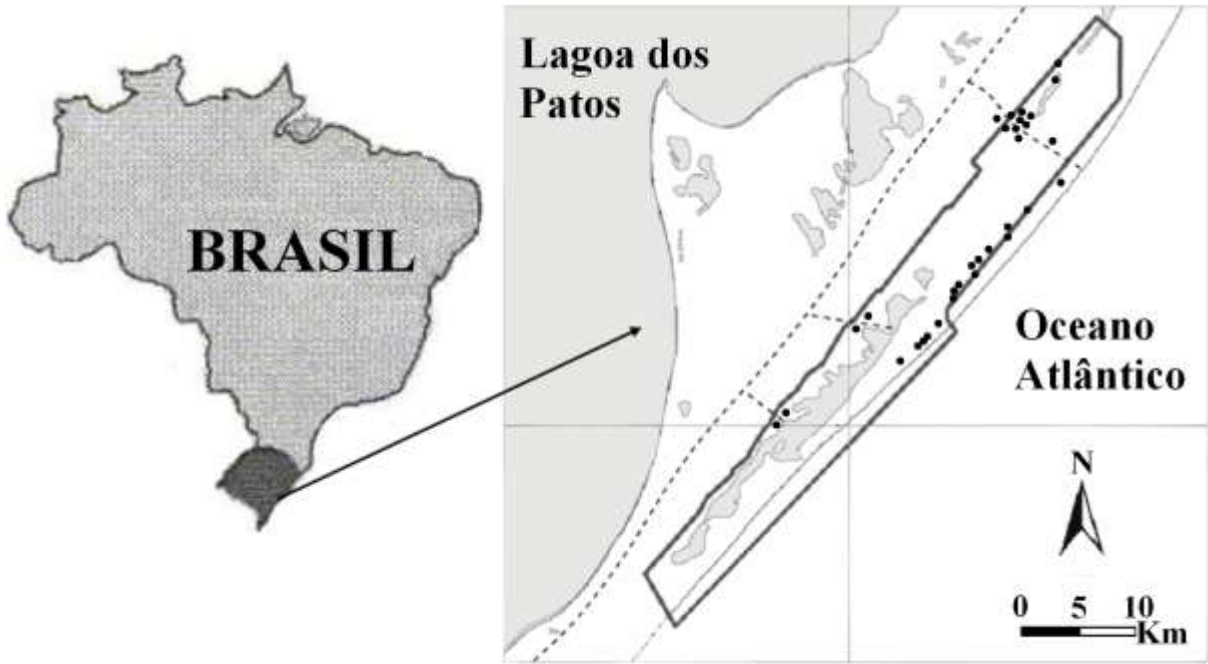 BRASIL
Lagoa dos
Patos
Oceano
Atlântico
N
0 5 10
Km